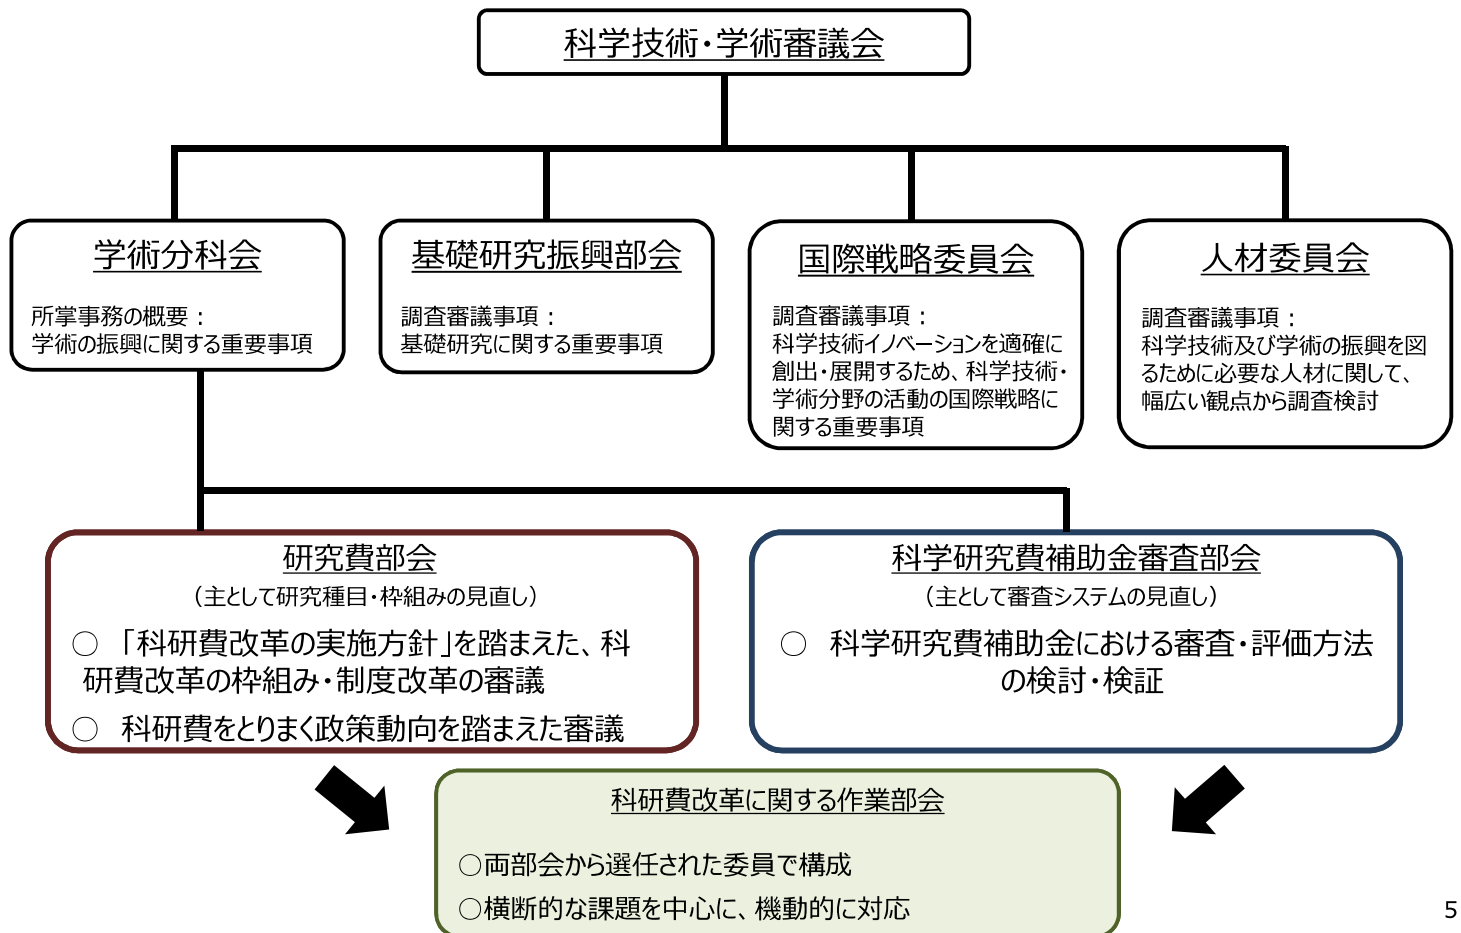 科学技術・学術審議会
学術分科会
所掌事務の概要：
学術の振興に関する重要事項
基礎研究振興部会
調査審議事項：
基礎研究に関する重要事項
国際戦略委員会
調査審議事項：
科学技術イノベーションを適確に
創出・展開するため、科学技術・
学術分野の活動の国際戦略に
関する重要事項
人材委員会
調査審議事項：
科学技術及び学術の振興を図
るために必要な人材に関して、
幅広い観点から調査検討
研究費部会
（主として研究種目・枠組みの見直し）
○　「科研費改革の実施方針」を踏まえた、科
研費改革の枠組み・制度改革の審議
○　科研費をとりまく政策動向を踏まえた審議
科学研究費補助金審査部会
（主として審査システムの見直し）
○　科学研究費補助金における審査・評価方法
の検討・検証
科研費改革に関する作業部会
○両部会から選任された委員で構成
○横断的な課題を中心に、機動的に対応
5